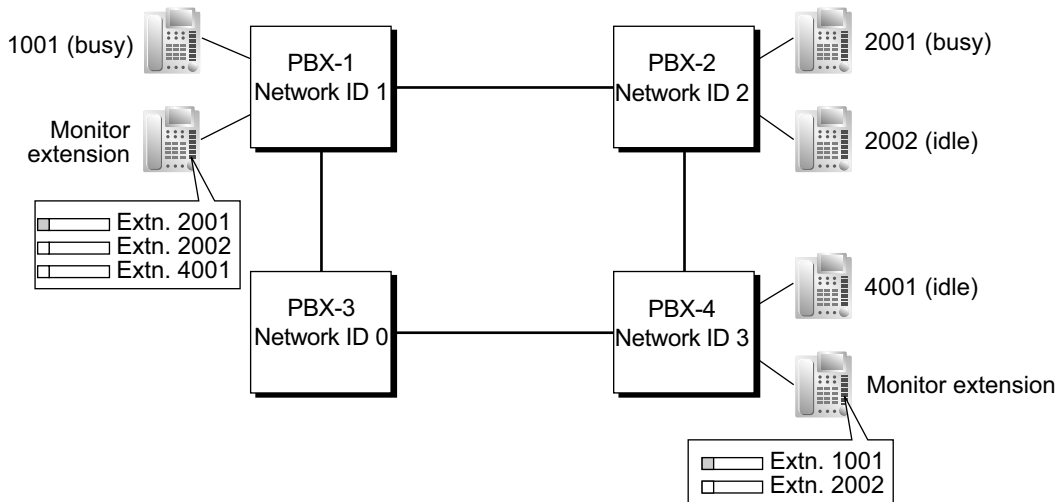 1001 (busy)
PBX-1
Network ID 1
PBX-2
Network ID 2
2001 (busy)
Monitor
extension
2002 (idle)
Extn. 2001
Extn. 2002
Extn. 4001
PBX-3
Network ID 0
PBX-4
Network ID 3
4001 (idle)
Monitor extension
Extn. 1001
Extn. 2002